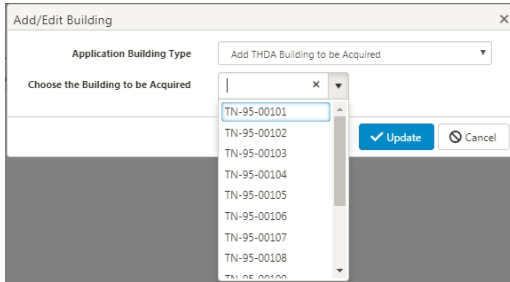 Add/Edit Building
Application Building Type
Add THDA Building to be Acquired
Choose the Building to be Acquired
TN-95-00101
TN-95-00102
TN-95-00103
TN-95-00104
TN-95-00105
TN-95-00106
TN-95-00107
TN-95-00108
Update
Cancel